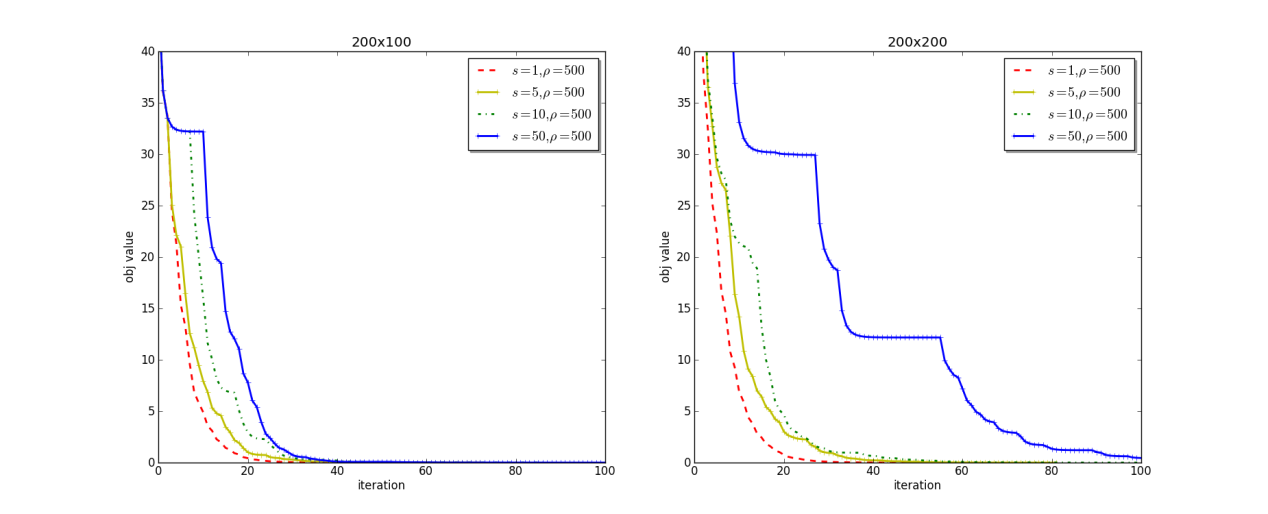 200x100
40
35
30
25
20
15
10
5
0
obj value
0 20 40 60 80 100
iteration
s=1,ρ=500
s=5,ρ=500
s=10,ρ=500
s=50,ρ=500
200x200
40
35
30
25
20
15
10
5
0
obj value
0 20 40 60 80 100
iteration
s=1,ρ=500
s=5,ρ=500
s=10,ρ=500
s=50,ρ=500